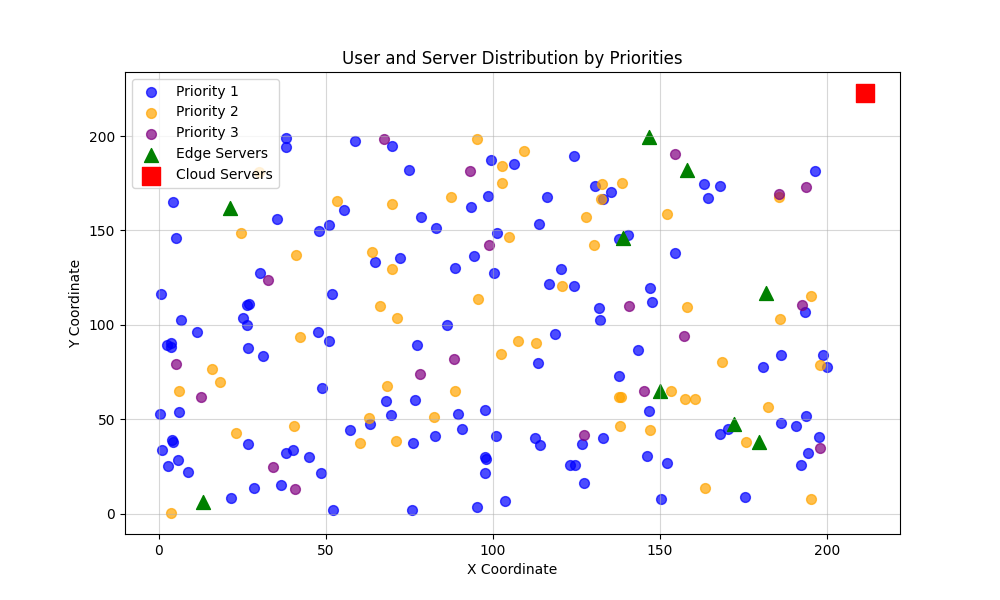 User and Server Distribution by Priorities
Priority 1
Priority 2
Priority 3
Edge Servers
Cloud Servers
Y Coordinate
200
150
100
50
0
0 50 100 150 200
X Coordinate